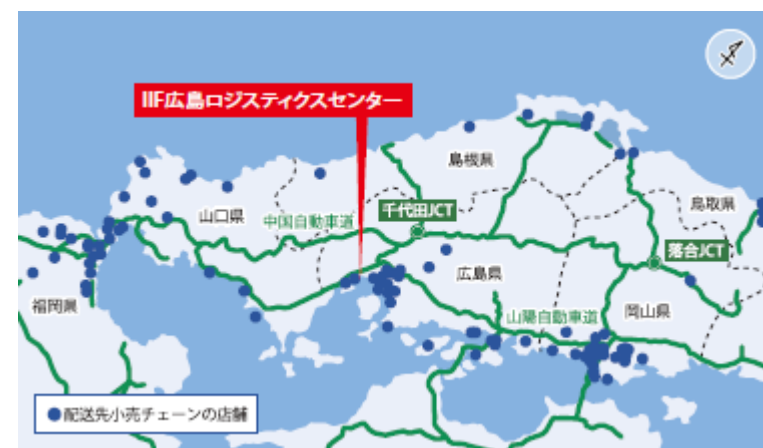 IIF広島ロジスティクスセンター
島根県
山口県
中国自動車道
千代田JCT
鳥取県
落合JCT
広島県
福岡県
山陽自動車道
岡山県
●配送先小売チェーンの店舗